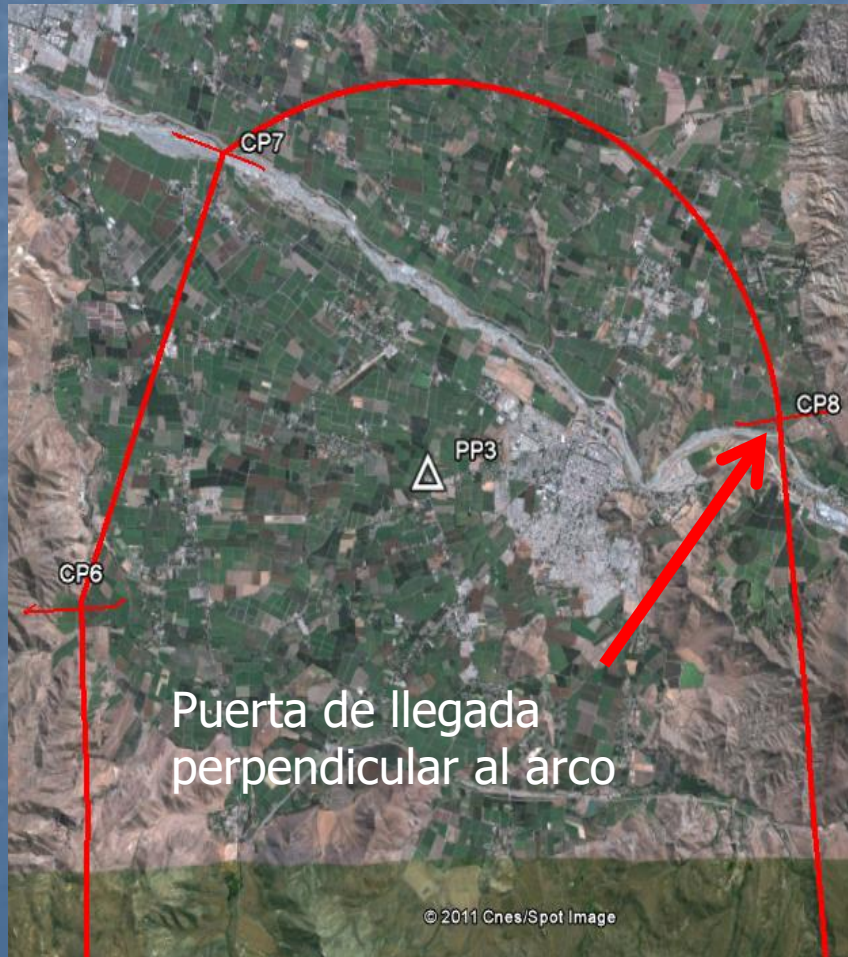 CP7
CP8
PP3
CP6
Puerta de llegada
perpendicular al arco
© 2011 Cnes/Spot Image